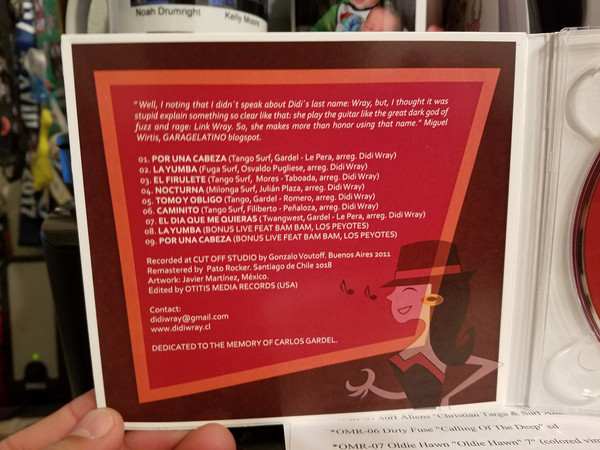 Noah Drumright
Kelly
"Well, I noting that I didn´t speak about Didi´s last name: Wray, but, I thought it was
stupid explain something so clear like that: she play the guitar like the great dark god of
fuzz and rage: Link Wray. So, she makes more than honor using that name." Miguel
Wirtis, GARAGELATINO blogspot.
01. POR UNA CABEZA (Tango Surf, Gardel - Le Pera, arreg. Didi Wray)
02. LA YUMBA (Fuga Surf, Osvaldo Pugliese, arreg. Didi Wray)
03. EL FIRULETE (Tango Surf, Mores - Taboada, arreg. Didi Wray)
04. NOCTURNA (Milonga Surf, Julián Plaza, arreg. Didi Wray)
05. TOMO Y OBLIGO (Tango, Gardel - Romero, arreg. Didi Wray)
06. CAMINITO (Tango Surf, Filiberto - Peñaloza, arreg. Didi Wray)
07. EL DIA QUE ME QUIERAS ( Twangwest, Gardel - Le Pera, arreg. Didi Wray)
08. LA YUMBA (BONUS LIVE FEAT BAM BAM, LOS PEYOTES)
09. POR UNA CABEZA (BONUS LIVE FEAT BAM BAM, LOS PEYOTES)
Recorded at CUT OFF STUDIO by Gonzalo Voutoff. Buenos Aires 2011
Remastered by Pato Rocker. Santiago de Chile 2018
Artwork: Javier Martínez, México.
Edited by OTITIS MEDIA RECORDS (USA)
Contact:
didiwray@gmail.com
www.didiwray.cl
DEDICATED TO THE MEMORY OF CARLOS GARDEL.
Surf Aliens "Christian Targa & Surf
*OMR-06 Dirty Fuse "Calling Of The Deep" cd
*OMR-07 Oldie Hawn "Oldie Hawn" 7" (colored